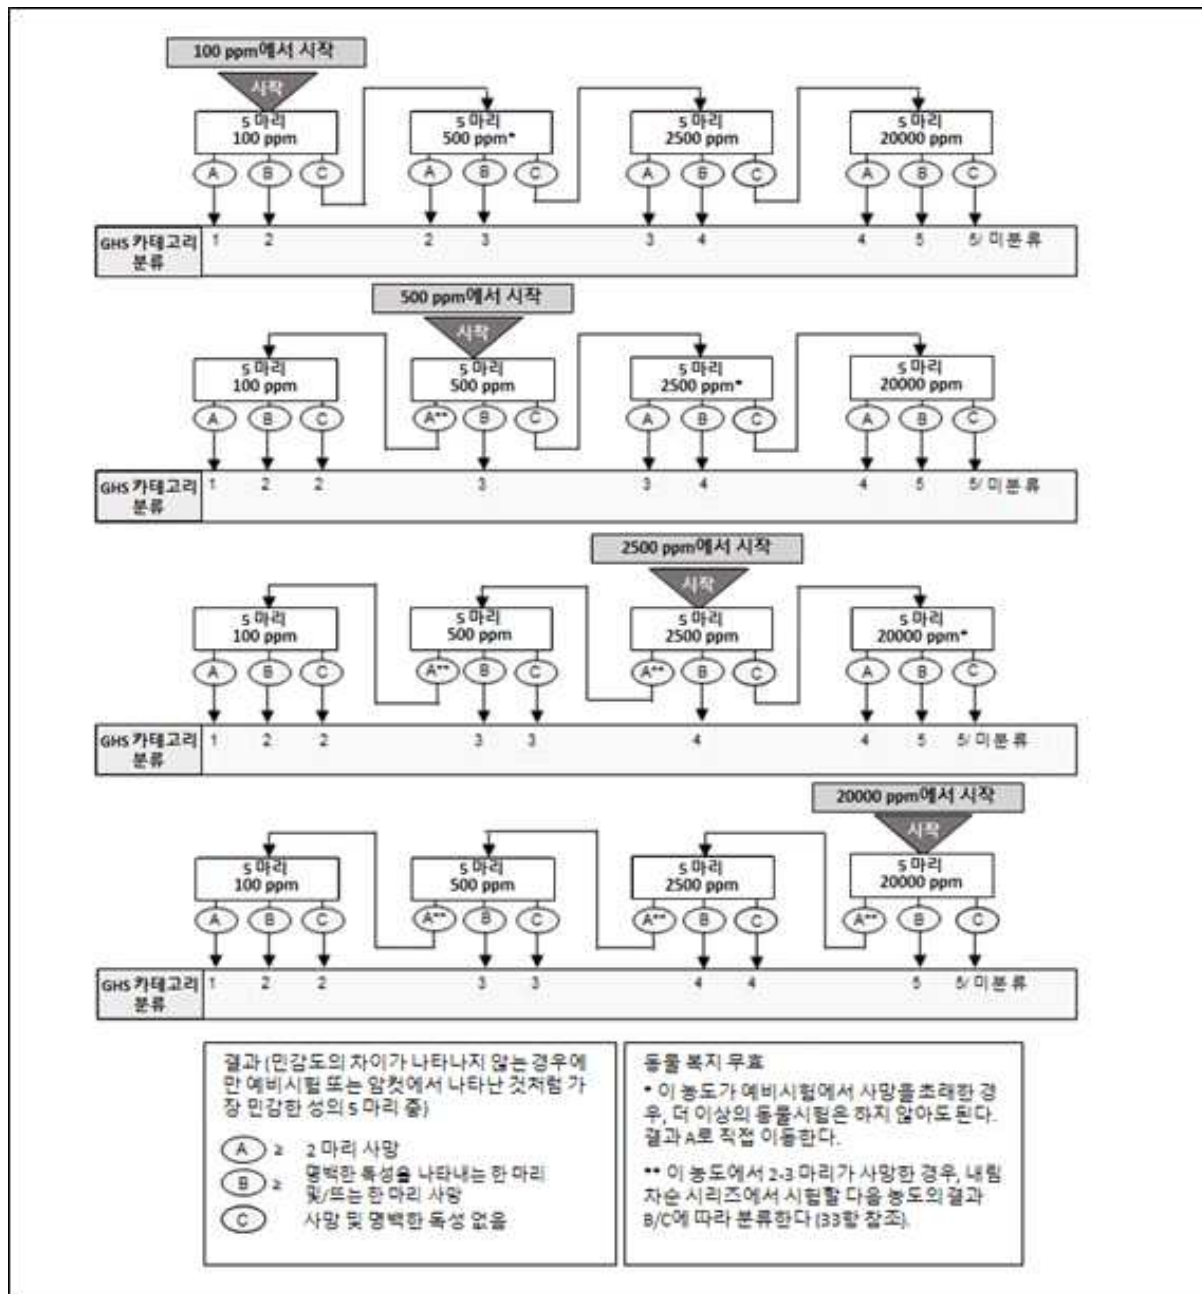 100 ppm에서 시작
시작
5 마리 5 마리 5 마리 5 마리
100 ppm 500 ppm* 2500 ppm 20000 ppm
A B C A B C A B C A B C
GHS 카테고리 1 2 2 3 3 4 4 5 5/ 미분류
분류
500 ppm에서 시작
시작
5 마리 5 마리 5 마리 5 마리
100 ppm 500 ppm 2500 ppm* 20000 ppm
A B C A** B C A B C A B C
GHS 카테고리 1 2 2 3 3 4 4 5 5/ 미분류
분류
2500 ppm에서 시작
시작
5 마리 5 마리 5 마리 5 마리
100 ppm 500 ppm 2500 ppm 20000 ppm*
A B C A** B C A** B C A B C
GHS 카테고리 1 2 2 3 3 4 4 5 5/ 미분류
분류
20000 ppm에서 시작
시작
5 마리 5 마리 5 마리 5 마리
100 ppm 500 ppm 2500 ppm 20000 ppm
A B C A** B C A** B C A** B C
GHS 카테고리 1 2 2 3 3 4 4 5 5/ 미분류
분류
결과 (민감도의 차이가 나타나지 않는 경우에
만 예비시험 또는 암컷에서 나타난 것처럼 가
장 민감한 성의 5 마리 중)
A ≥ 2 마리 사망
B ≥ 명백한 독성을 나타내는 한 마리
및/또는 한 마리 사망
C 사망 및 명백한 독성 없음
동물 복지 무효
* 이 농도가 예비시험에서 사망을 초래한 경
우, 더 이상의 동물시험은 하지 않아도 된다.
결과 A로 직접 이동한다.
** 이 농도에서 2-3 마리가 사망한 경우, 내림
차순 시리즈에서 시험할 다음 농도의 결과
B/C에 따라 분류한다 (33항 참조).